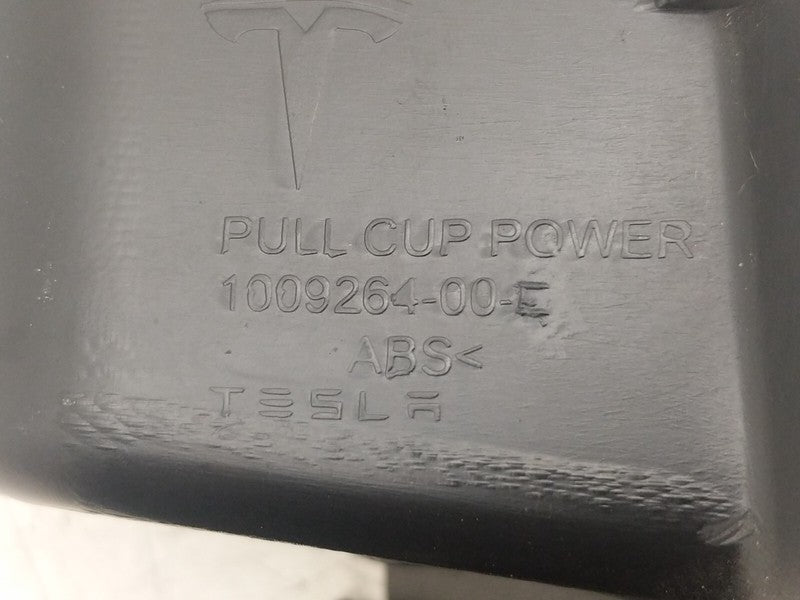 PULL CUP POWER
1009264-00-E
ABS<
TESLA